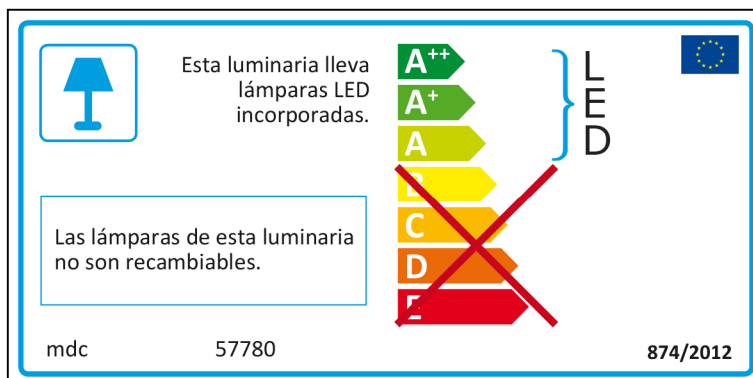 Esta luminaria lleva
lámparas LED
incorporadas.
A++
A+
A
B
C
D
E
L
E
D
Las lámparas de esta luminaria
no son recambiables.
mdc 57780
874/2012